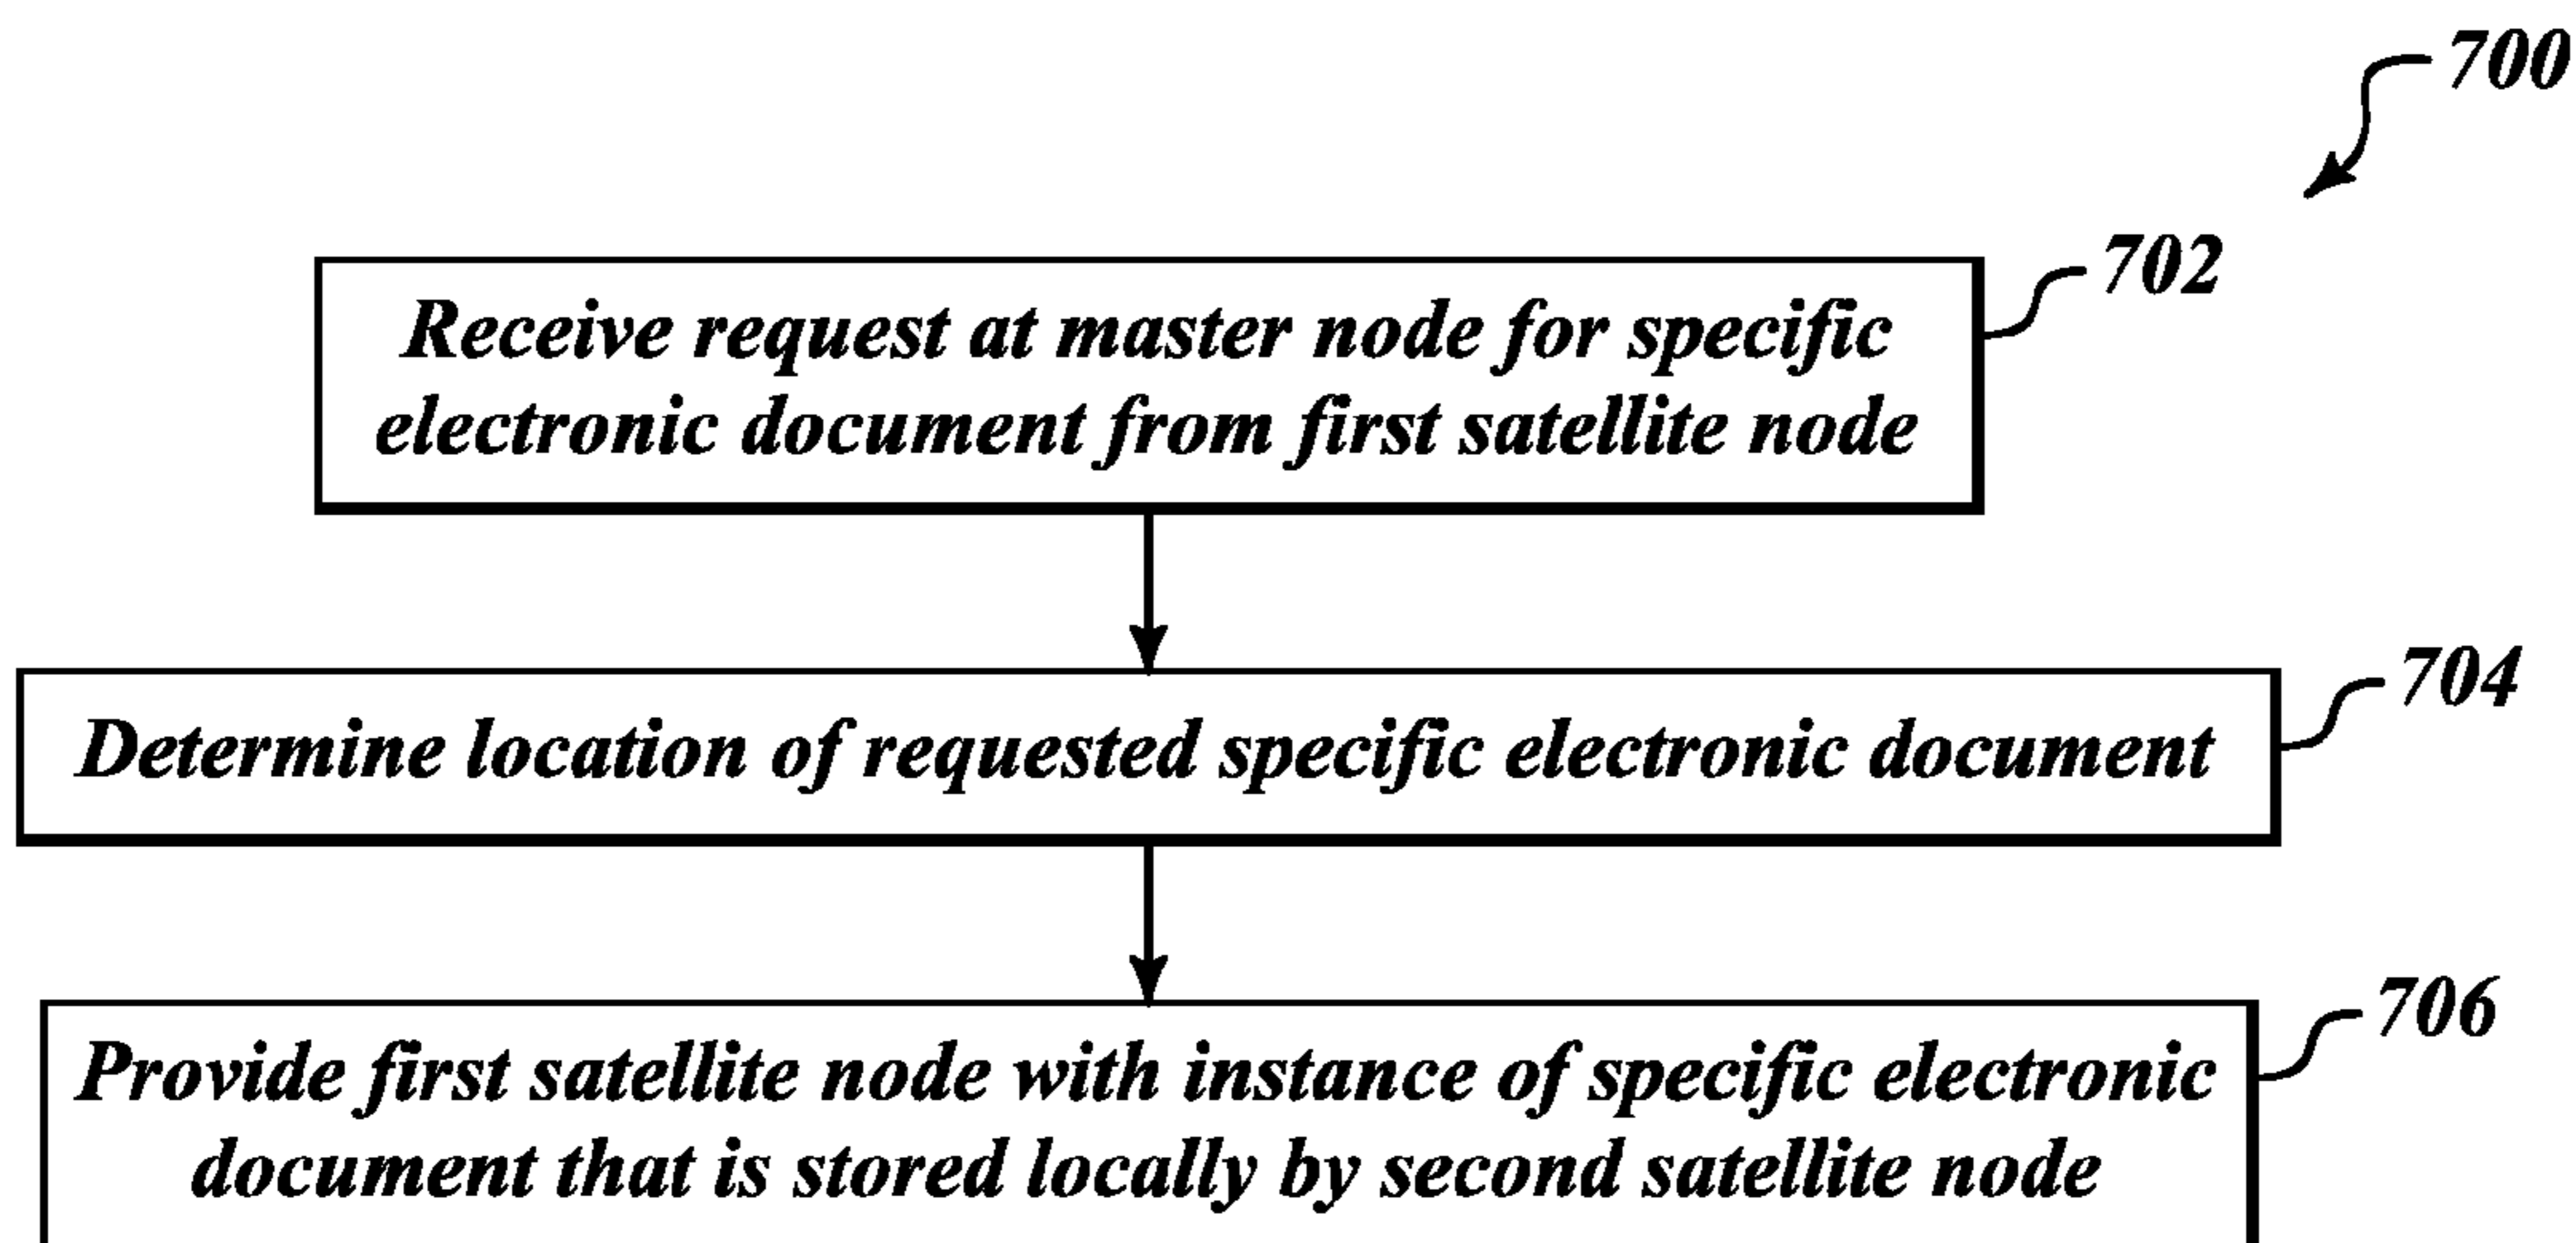 700
702
Receive request at master node for specific
electronic document from first satellite node
704
Determine location of requested specific electronic document
706
Provide first satellite node with instance of specific electronic
document that is stored locally by second satellite node